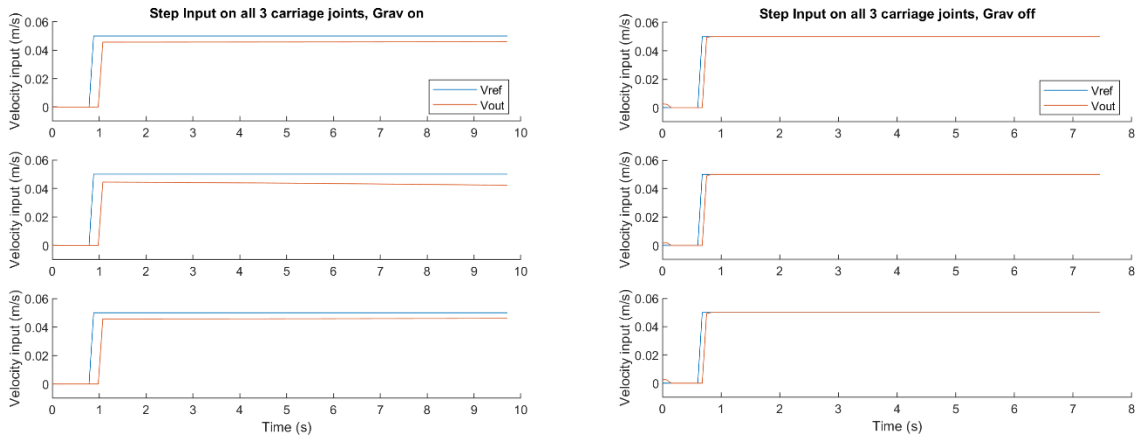 Step Input on all 3 carriage joints, Grav on
Velocity input (m/s)
0.06
0.04
0.02
0
Vref
Vout
0 1 2 3 4 5 6 7 8 9 10
Velocity input (m/s)
0.06
0.04
0.02
0
0 1 2 3 4 5 6 7 8 9 10
Velocity input (m/s)
0.06
0.04
0.02
0
0 1 2 3 4 5 6 7 8 9 10
Time (s)
Step Input on all 3 carriage joints, Grav off
Velocity input (m/s)
0.06
0.04
0.02
0
Vref
Vout
0 1 2 3 4 5 6 7 8
Velocity input (m/s)
0.06
0.04
0.02
0
0 1 2 3 4 5 6 7 8
Velocity input (m/s)
0.06
0.04
0.02
0
0 1 2 3 4 5 6 7 8
Time (s)